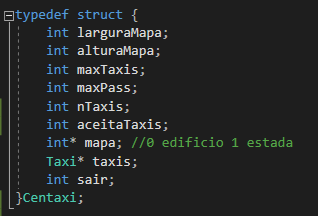 typedef struct {
int larguraMapa;
int alturaMapa;
int maxTaxis;
int maxPass;
int nTaxis;
int aceitaTaxis;
int* mapa; //0 edificio 1 estada
Taxi* taxis;
int sair;
}Centaxi;